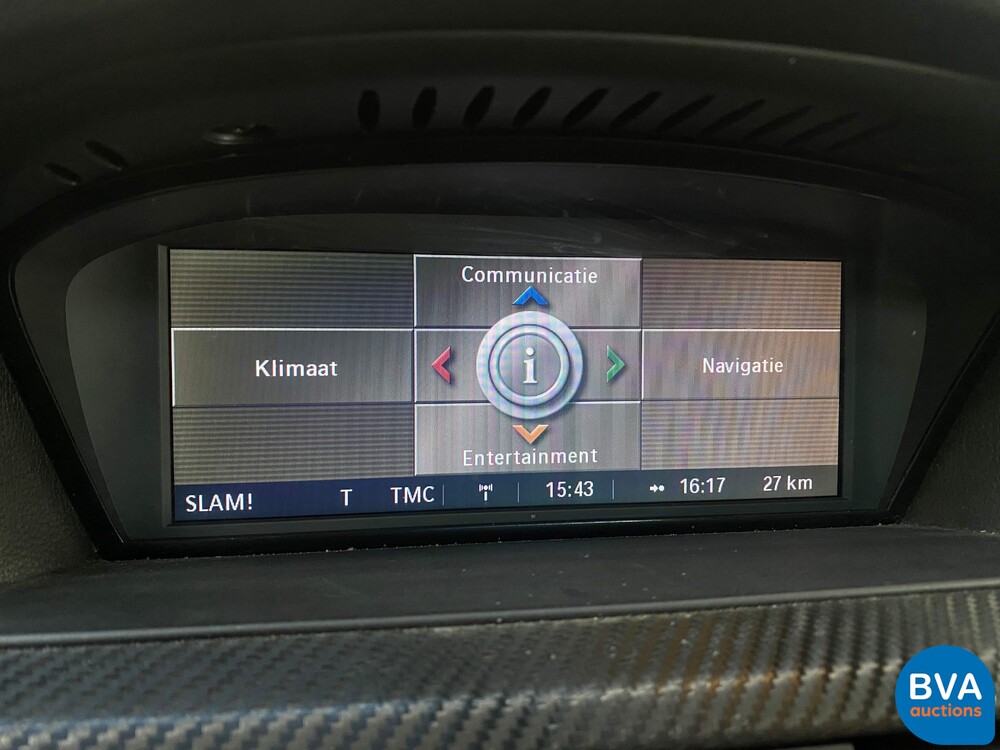 Communicatie
Klimaat
i
Navigatie
Entertainment
SLAM! T TMC 15:43 16:17 27 km
BVA
auctions